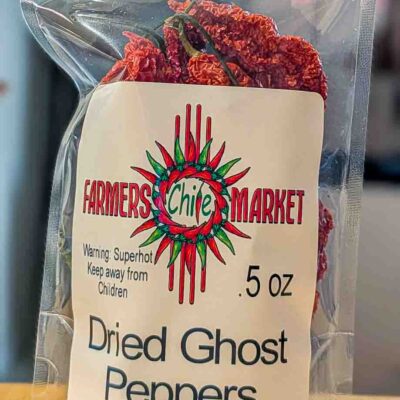 FARMERS Chile MARKET
Warning: Superhot
Keep away from
Children
.5 oz
Dried Ghost
Peppers